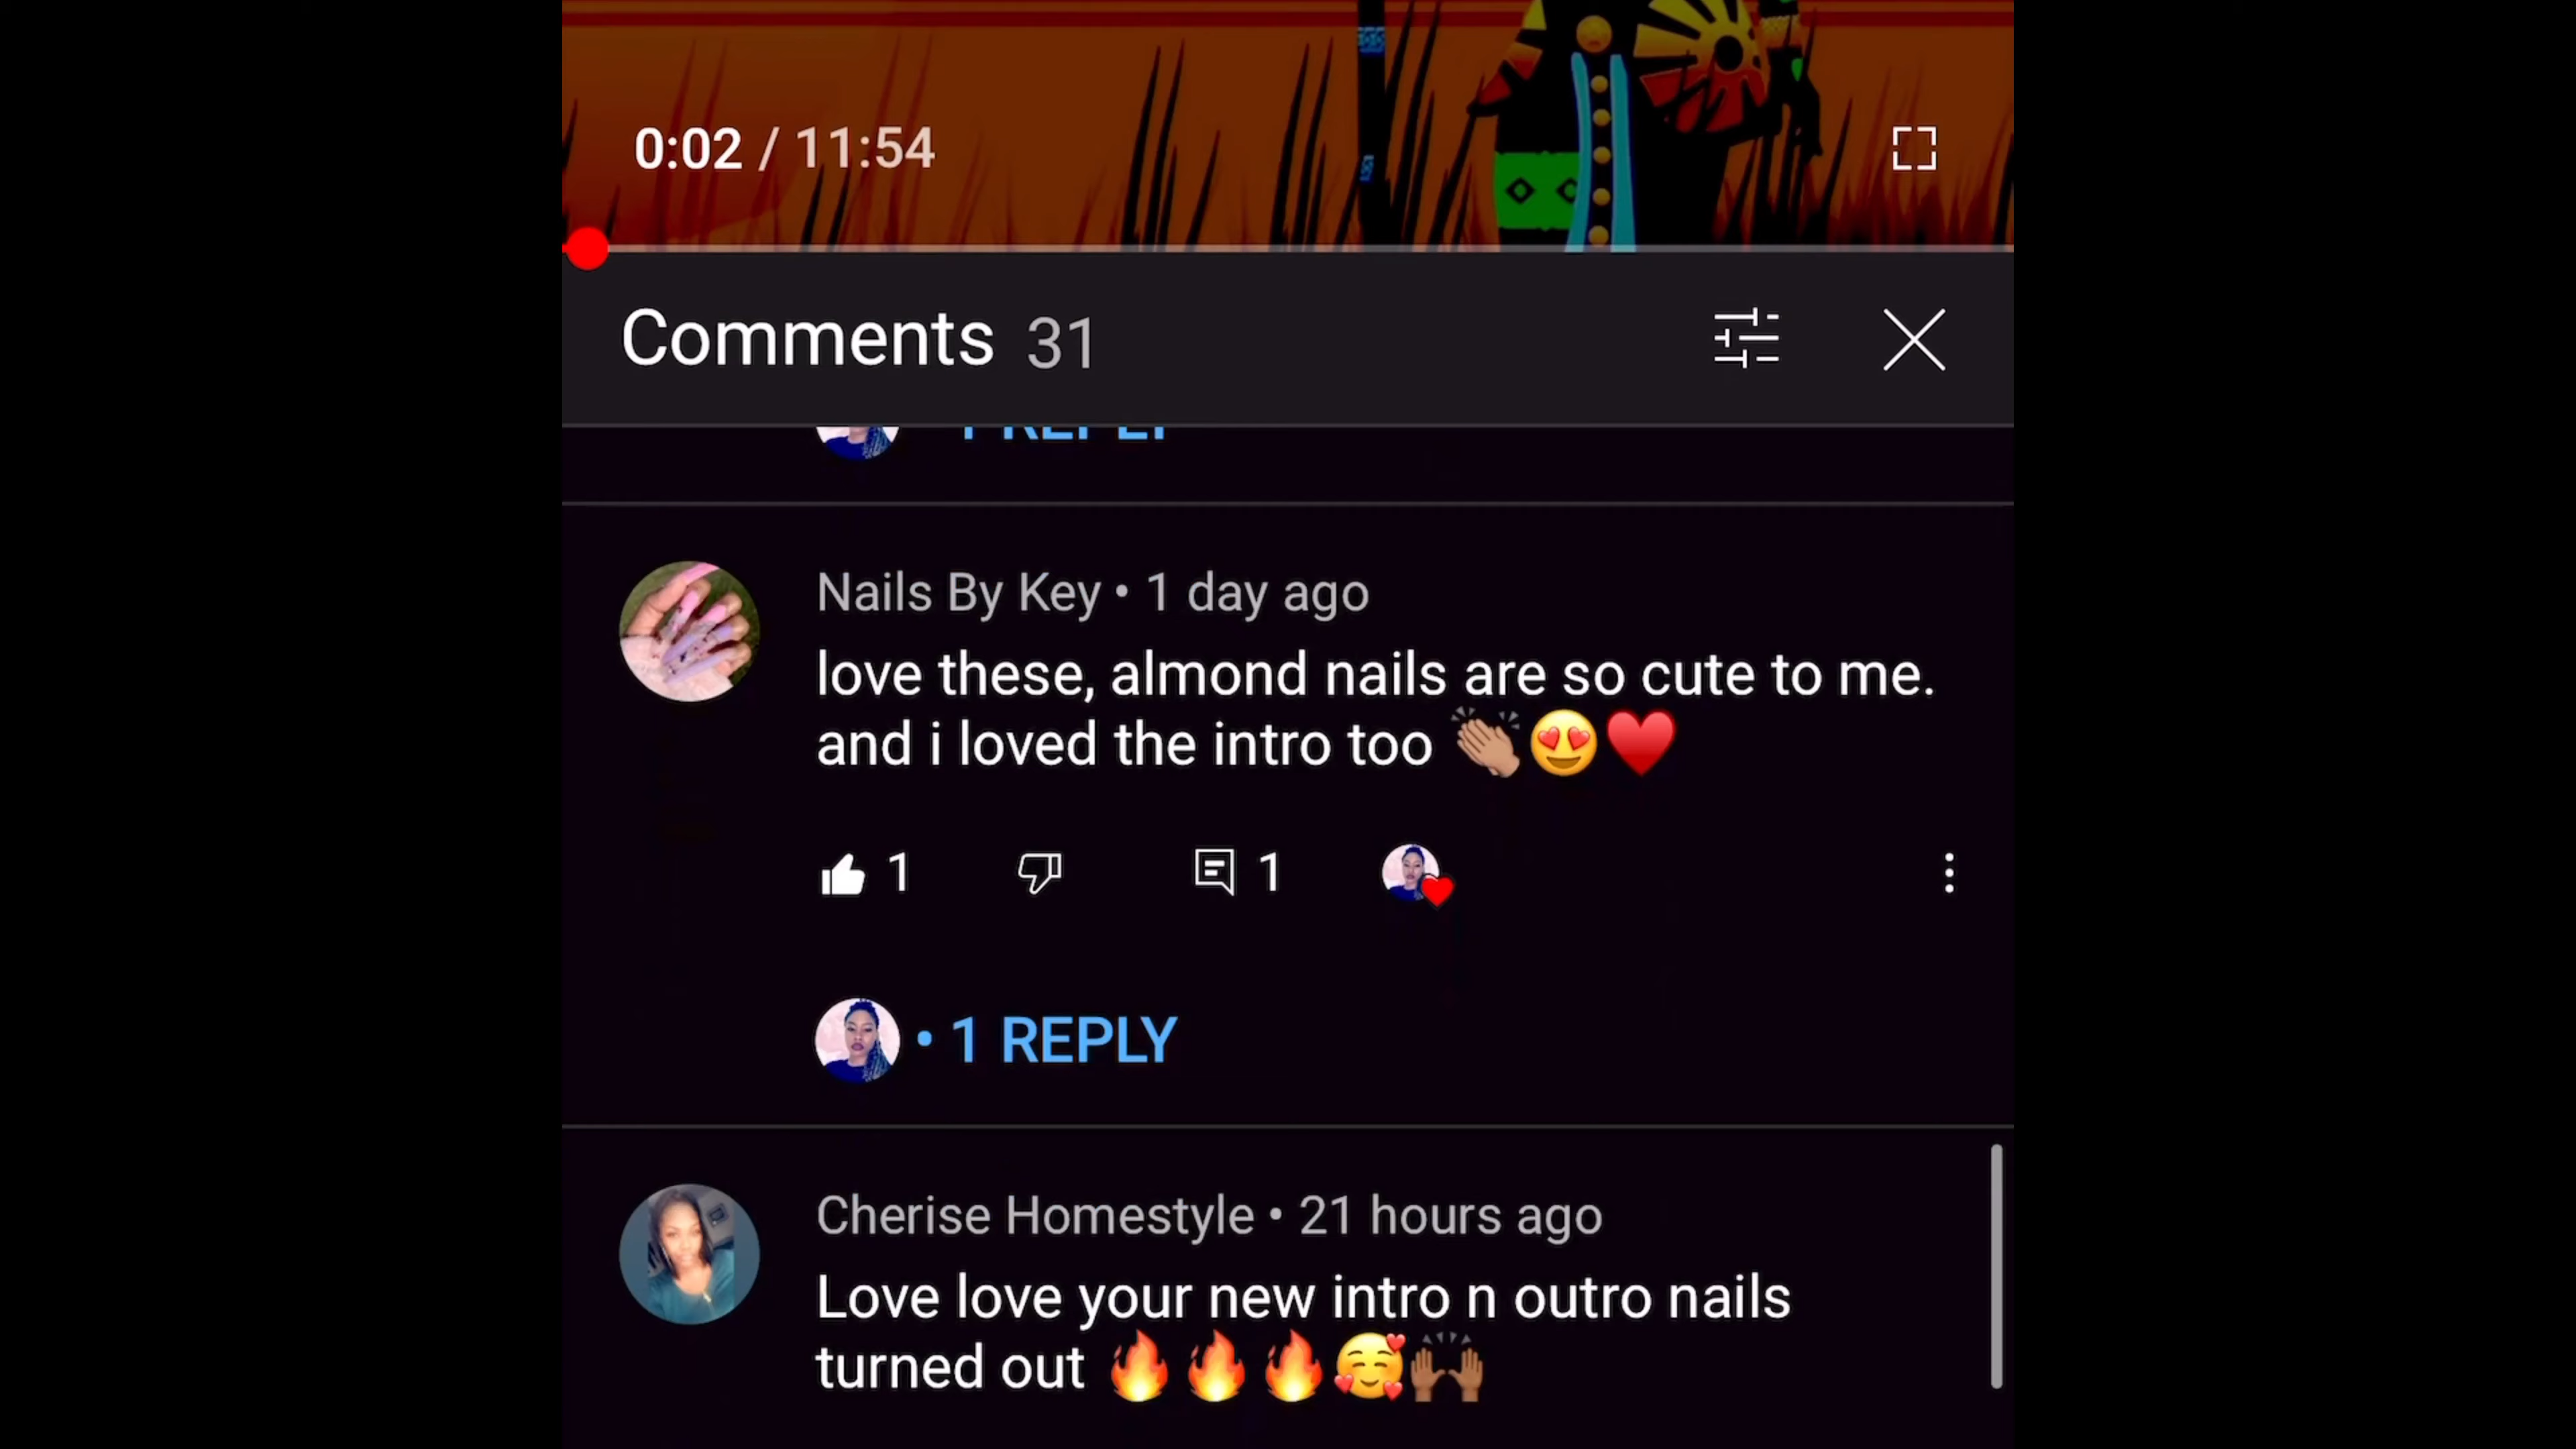 0:02 / 11:54
Comments 31
1 REPLY
Nails By Key • 1 day ago
love these, almond nails are so cute to me.
and i loved the intro too 👏🏽😍♥️
1 1
• 1 REPLY
Cherise Homestyle • 21 hours ago
Love love your new intro n outro nails
turned out 🔥🔥🔥🥰🙌🏾